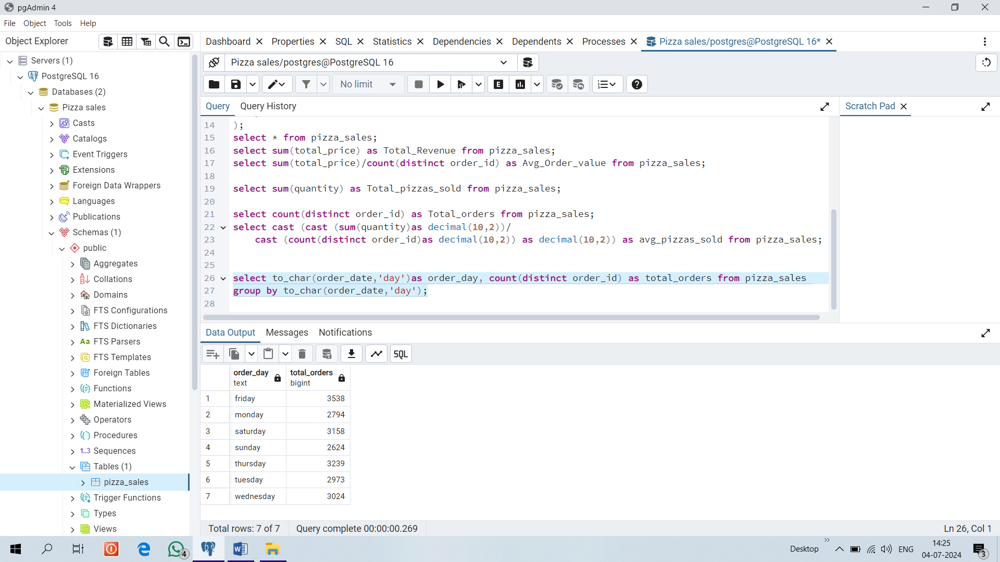 pgAdmin 4
File Object Tools Help
Object Explorer
Dashboard Properties SQL Statistics Dependencies Dependents Processes Pizza sales/postgres@PostgreSQL 16*
Servers (1)
PostgreSQL 16
Databases (2)
Pizza sales
Casts
Catalogs
Event Triggers
Extensions
Foreign Data Wrappers
Languages
Publications
Schemas (1)
public
Aggregates
Collations
Domains
FTS Configurations
FTS Dictionaries
Aa FTS Parsers
FTS Templates
Foreign Tables
Functions
Materialized Views
Operators
Procedures
1..3 Sequences
Tables (1)
pizza_sales
Trigger Functions
Types
Views
Pizza sales/postgres@PostgreSQL 16
No limit E
Query Query History
Scratch Pad
14 );
15 select * from pizza_sales;
16 select sum(total_price) as Total_Revenue from pizza_sales;
17 select sum(total_price)/count(distinct order_id) as Avg_Order_value from pizza_sales;
18
19 select sum(quantity) as Total_pizzas_sold from pizza_sales;
20
21 select count(distinct order_id) as Total_orders from pizza_sales;
22 select cast (cast (sum(quantity)as decimal(10,2))/
23 cast (count(distinct order_id)as decimal(10,2)) as decimal(10,2)) as avg_pizzas_sold from pizza_sales;
24
25
26 select to_char(order_date,'day')as order_day, count(distinct order_id) as total_orders from pizza_sales
27 group by to_char(order_date,'day');
28
Data Output Messages Notifications
SQL
order_day total_orders
text bigint
1 friday 3538
2 monday 2794
3 saturday 3158
4 sunday 2624
5 thursday 3239
6 tuesday 2973
7 wednesday 3024
Total rows: 7 of 7 Query complete 00:00:00.269 Ln 26, Col 1
4
Desktop ENG
14:25
04-07-2024
3